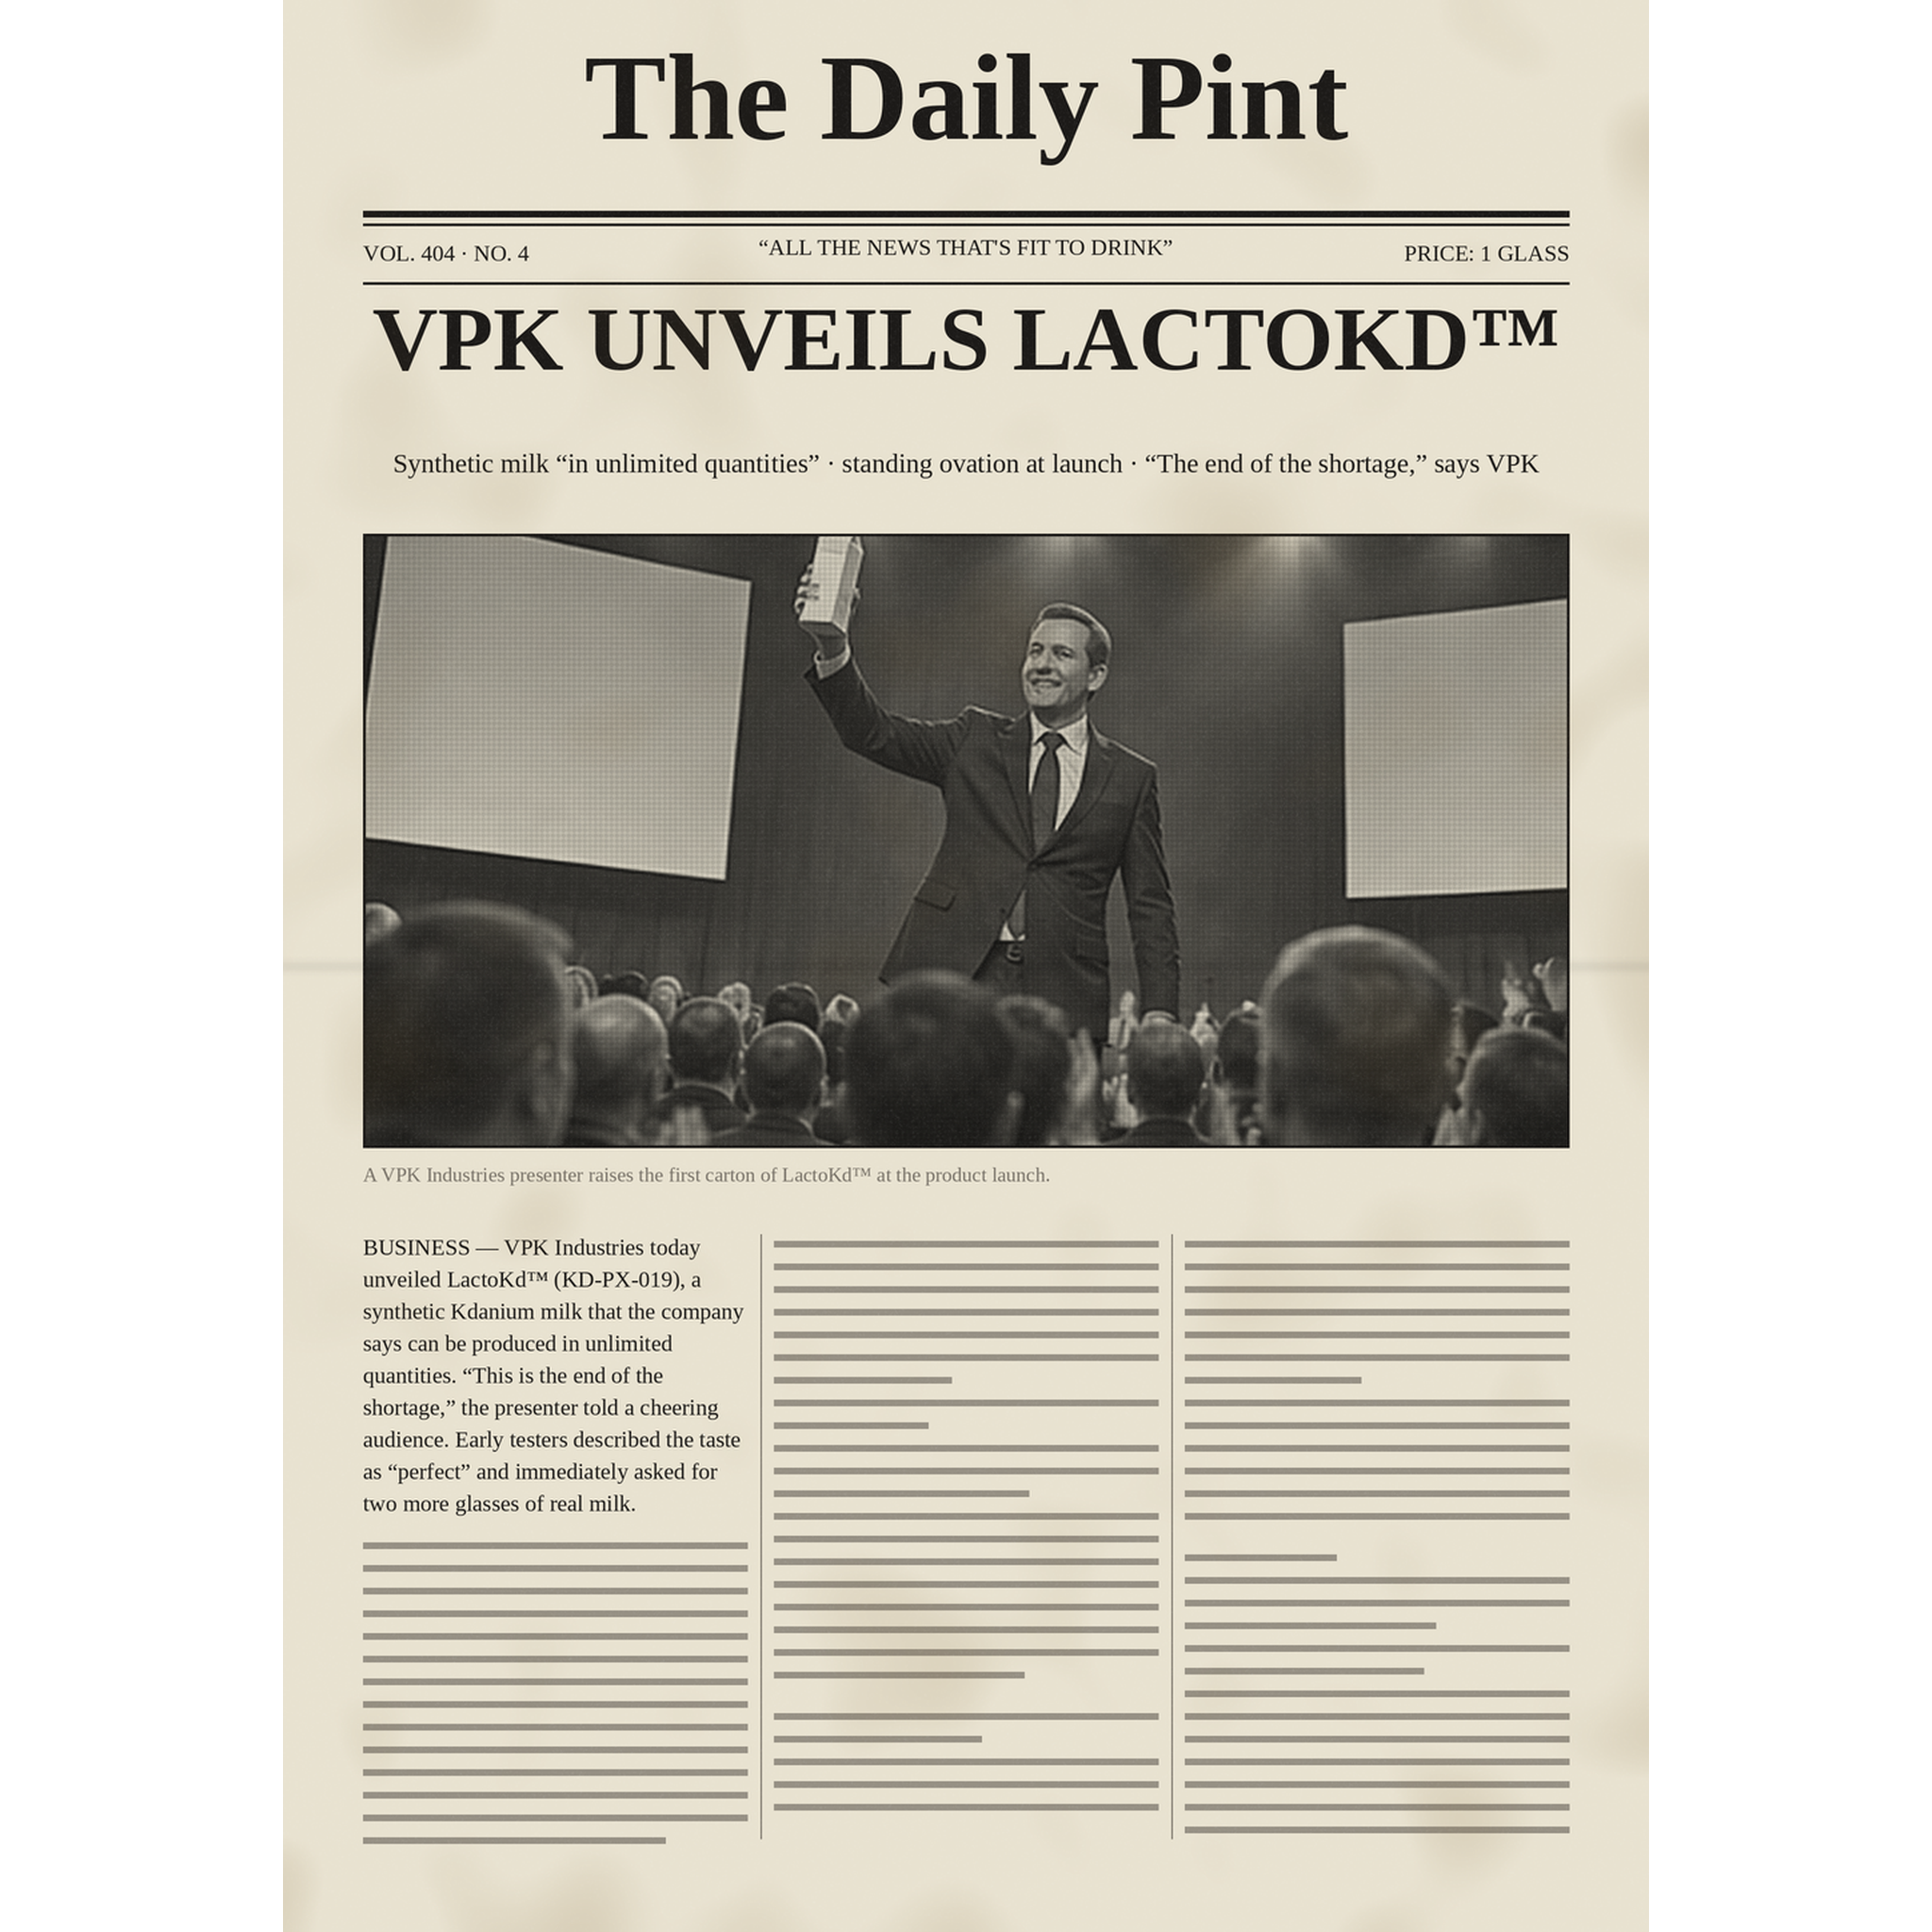 The Daily Pint
VOL. 404 · NO. 4
“ALL THE NEWS THAT'S FIT TO DRINK”
PRICE: 1 GLASS
VPK UNVEILS LACTOKD™
Synthetic milk “in unlimited quantities” · standing ovation at launch · “The end of the shortage,” says VPK
A VPK Industries presenter raises the first carton of LactoKd™ at the product launch.
BUSINESS — VPK Industries today
unveiled LactoKd™ (KD-PX-019), a
synthetic Kdanium milk that the company
says can be produced in unlimited
quantities. “This is the end of the
shortage,” the presenter told a cheering
audience. Early testers described the taste
as “perfect” and immediately asked for
two more glasses of real milk.